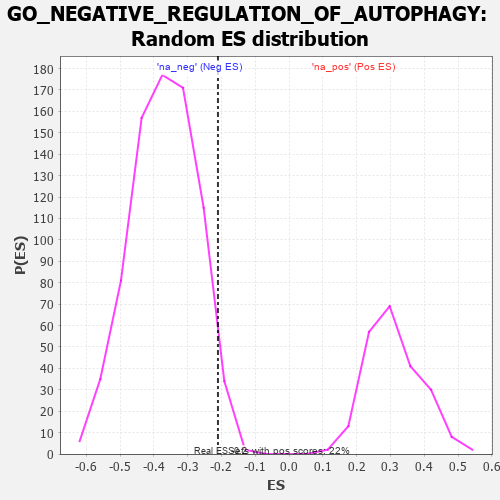 GO_NEGATIVE_REGULATION_OF_AUTOPHAGY:
Random ES distribution
'na_neg' (Neg ES) 'na_pos' (Pos ES)
180
170
160
150
140
130
120
110
100
90
80
70
60
50
40
30
20
10
0
P(ES)
Real ES with pos scores: 22%
-0.6 -0.5 -0.4 -0.3 -0.2 -0.1 0.0 0.1 0.2 0.3 0.4 0.5 0.6
ES